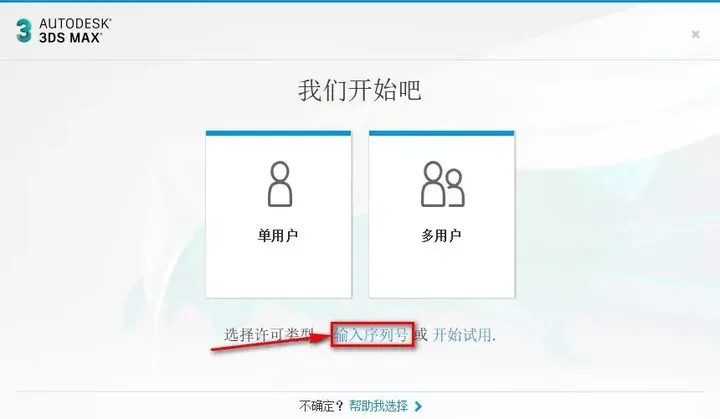 3 AUTODESK®
3DS MAX®
我们开始吧
单用户
多用户
选择许可类型 输入序列号 或 开始试用.
不确定？ 帮助我选择